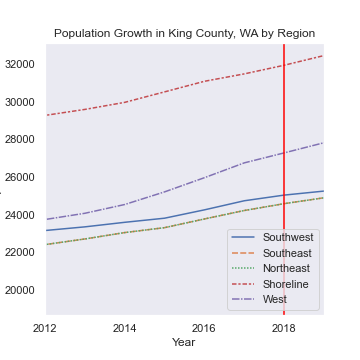 Population Growth in King County, WA by Region
32000
30000
28000
26000
24000
22000
20000
Southwest
Southeast
Northeast
Shoreline
West
2012 2014 2016 2018
Year